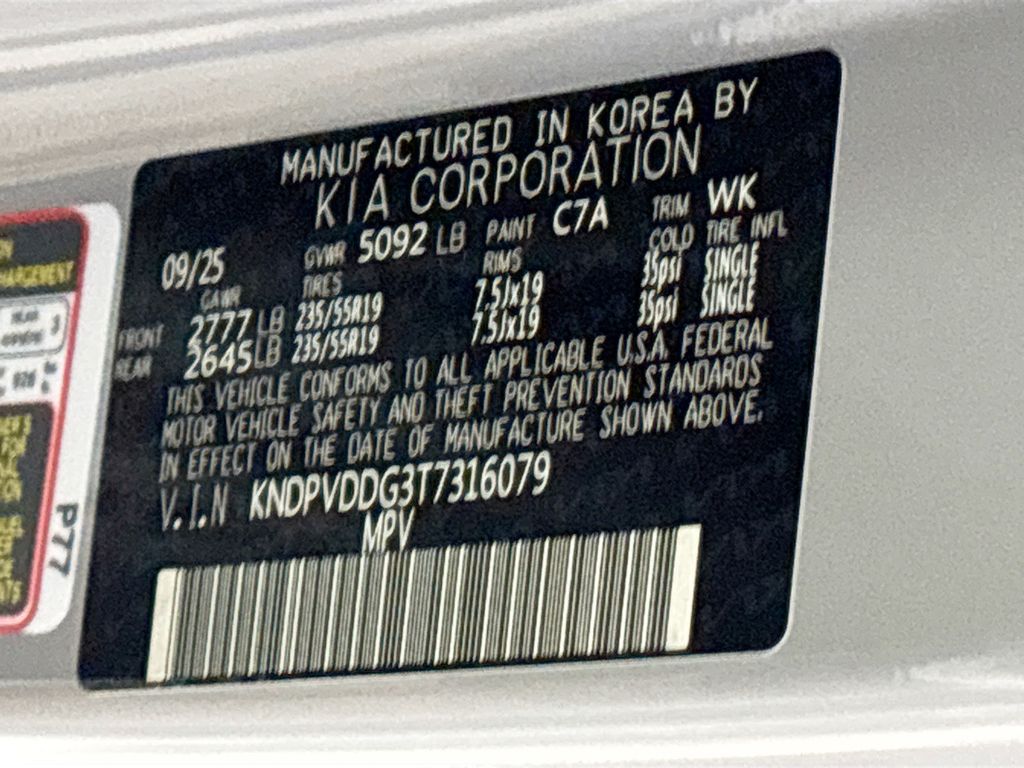 MANUFACTURED IN KOREA BY
KIA CORPORATION
09/25 GVWR 5092 LB PAINT C7A TRIM WK
GAWR TIRES RIMS COLD TIRE INFL
FRONT 2777 LB 235/55R19 7.5Jx19 35psi SINGLE
REAR 2645 LB 235/55R19 7.5Jx19 35psi SINGLE
THIS VEHICLE CONFORMS TO ALL APPLICABLE U.S.A. FEDERAL
MOTOR VEHICLE SAFETY AND THEFT PREVENTION STANDARDS
IN EFFECT ON THE DATE OF MANUFACTURE SHOWN ABOVE.
V.I.N KNDPVDDG3T7316079
MPV
P77